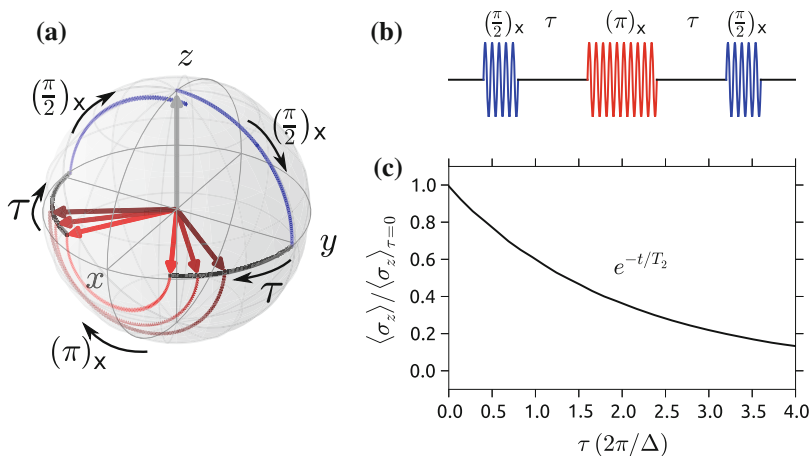 (a)
z
(π/2)x
(π/2)x
τ
y
x
τ
(π)x
(b)
(π/2)x τ (π)x τ (π/2)x
(c)
1.0
0.8
0.6
0.4
0.2
0.0
⟨σz⟩/⟨σz⟩τ=0
e^−t/T2
0.0 0.5 1.0 1.5 2.0 2.5 3.0 3.5 4.0
τ (2π/Δ)